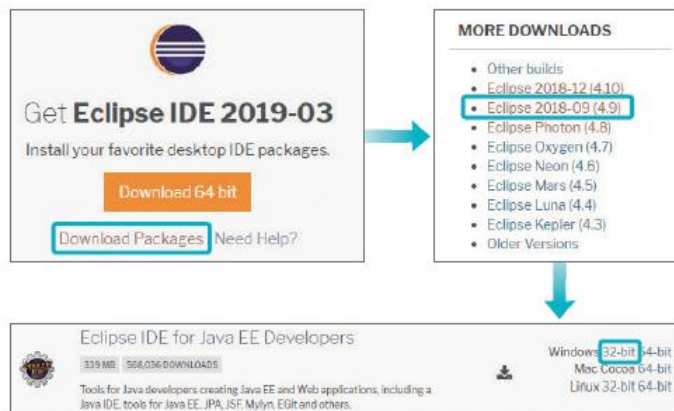 Get Eclipse IDE 2019-03
Install your favorite desktop IDE packages.
Download 64 bit
Download Packages Need Help?
MORE DOWNLOADS
Other builds
Eclipse 2018-12 (4.10)
Eclipse 2018-09 (4.9)
Eclipse Photon (4.8)
Eclipse Oxygen (4.7)
Eclipse Neon (4.6)
Eclipse Mars (4.5)
Eclipse Luna (4.4)
Eclipse Kepler (4.3)
Older Versions
Eclipse IDE for Java EE Developers
339 MB 568,036 DOWNLOADS
Tools for Java developers creating Java EE and Web applications, including a
Java IDE, tools for Java EE, JPA, JSF, Mylyn, EGit and others.
Windows 32-bit 64-bit
Mac Cocoa 64-bit
Linux 32-bit 64-bit